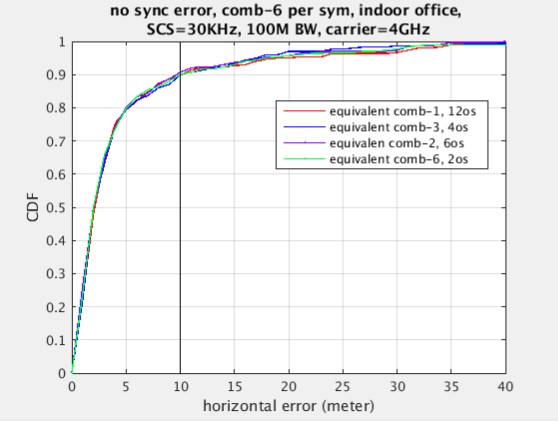 no sync error, comb-6 per sym, indoor office,
SCS=30KHz, 100M BW, carrier=4GHz
CDF
1
0.9
0.8
0.7
0.6
0.5
0.4
0.3
0.2
0.1
0
equivalent comb-1, 12os
equivalent comb-3, 4os
equivalen comb-2, 6os
equivalent comb-6, 2os
0 5 10 15 20 25 30 35 40
horizontal error (meter)